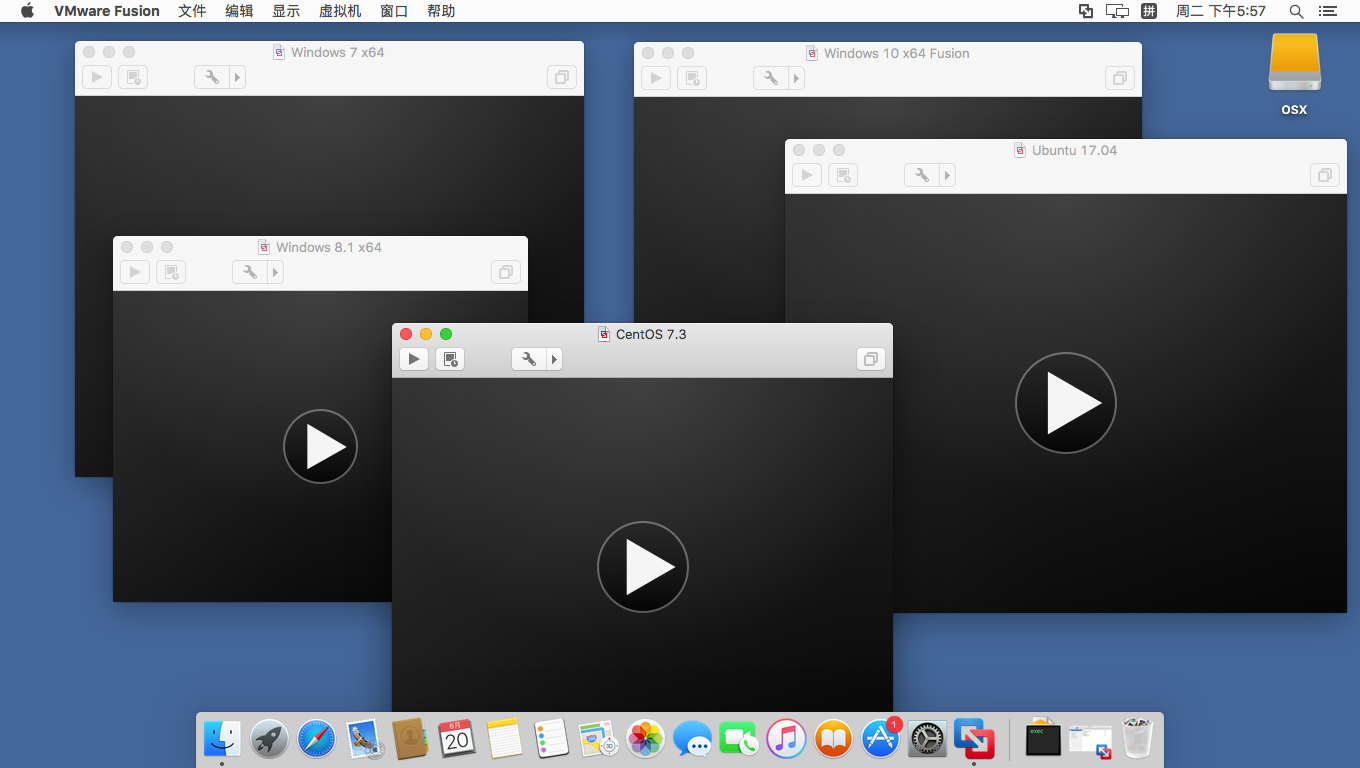 VMware Fusion 文件 编辑 显示 虚拟机 窗口 帮助 拼 周二 下午5:57
Windows 7 x64
Windows 10 x64 Fusion
OSX
Ubuntu 17.04
Windows 8.1 x64
CentOS 7.3
6月
20
1
exec
3D